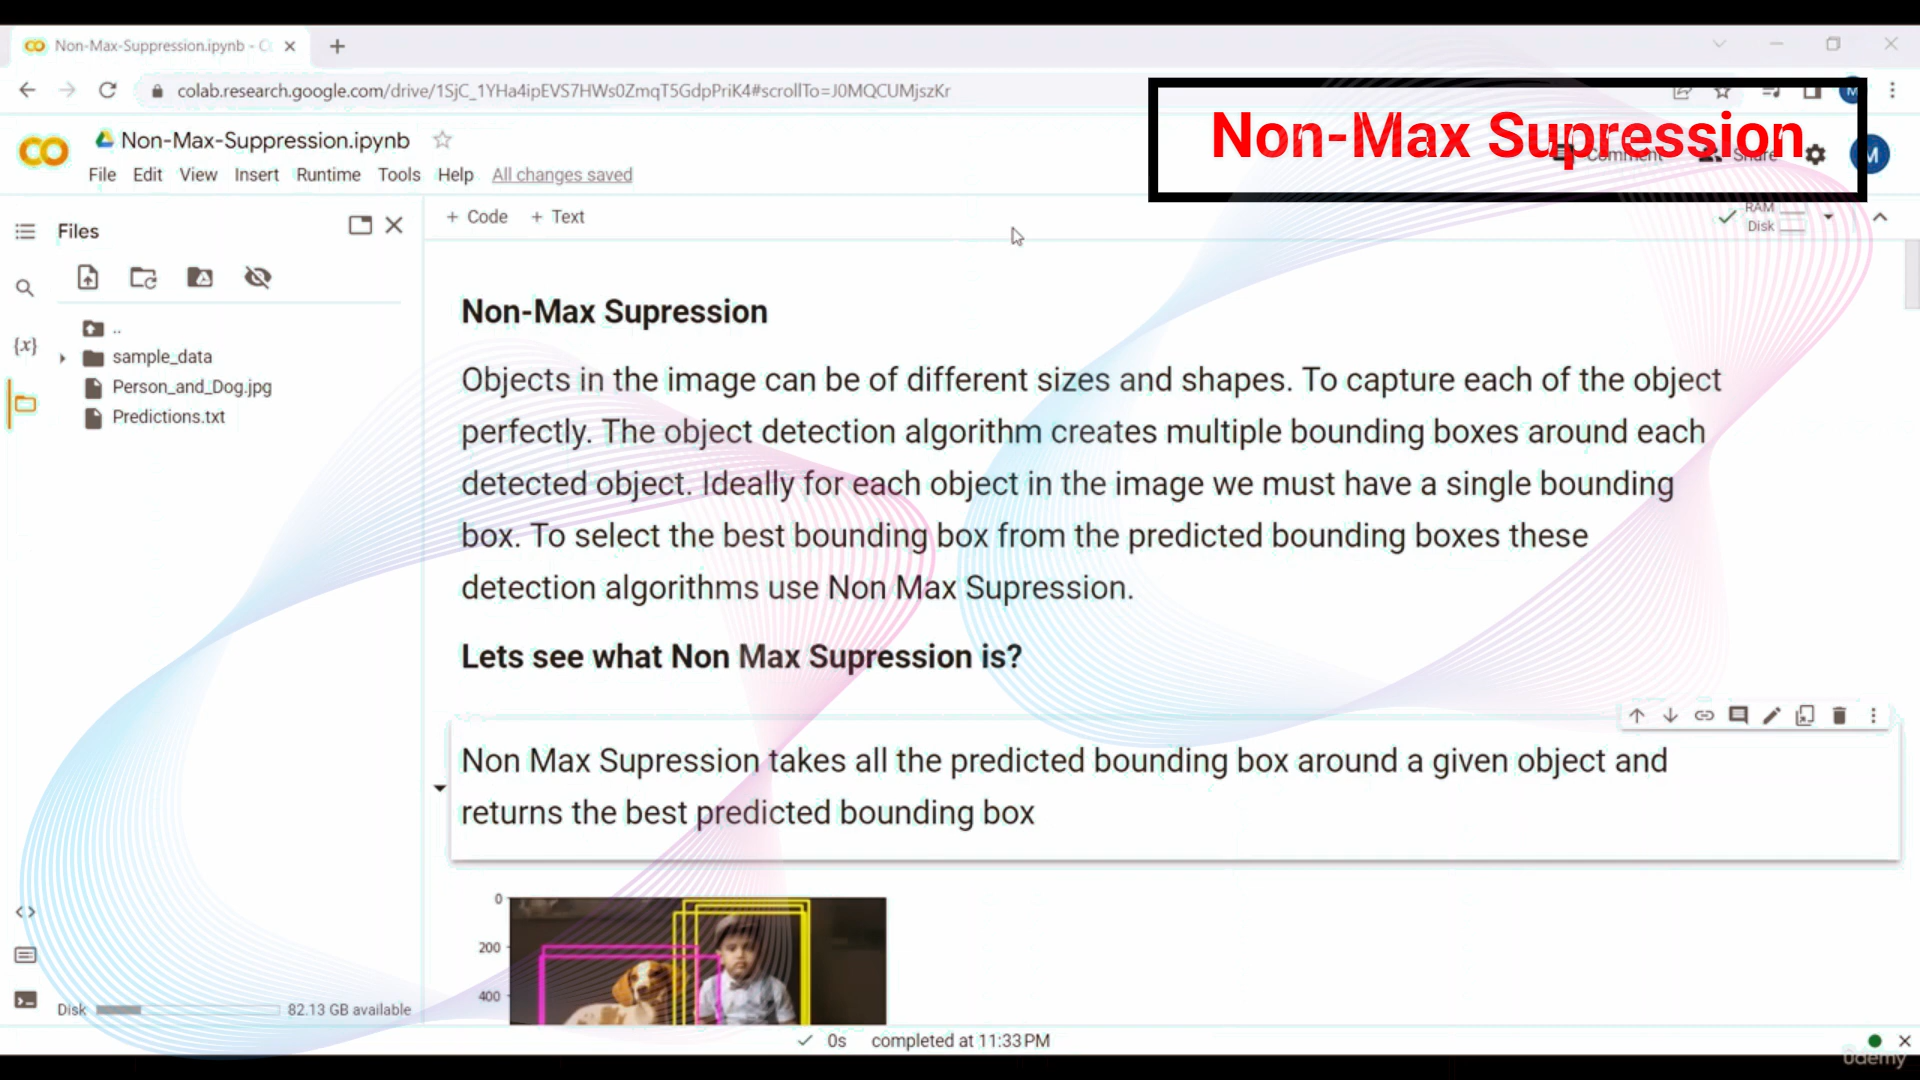 Non-Max-Suppression.ipynb - C
colab.research.google.com/drive/1SjC_1YHa4ipEVS7HWs0ZmqT5GdpPriK4#scrollTo=J0MQCUMjszKr
Non-Max Supression
Non-Max-Suppression.ipynb
Comment
Share
M
File Edit View Insert Runtime Tools Help All changes saved
Files
+ Code + Text
RAM
Disk
..
sample_data
Person_and_Dog.jpg
Predictions.txt
{x}
Non-Max Supression
Objects in the image can be of different sizes and shapes. To capture each of the object
perfectly. The object detection algorithm creates multiple bounding boxes around each
detected object. Ideally for each object in the image we must have a single bounding
box. To select the best bounding box from the predicted bounding boxes these
detection algorithms use Non Max Supression.
Lets see what Non Max Supression is?
Non Max Supression takes all the predicted bounding box around a given object and
returns the best predicted bounding box
0
200
400
Disk 82.13 GB available
0s completed at 11:33 PM
ûdemy